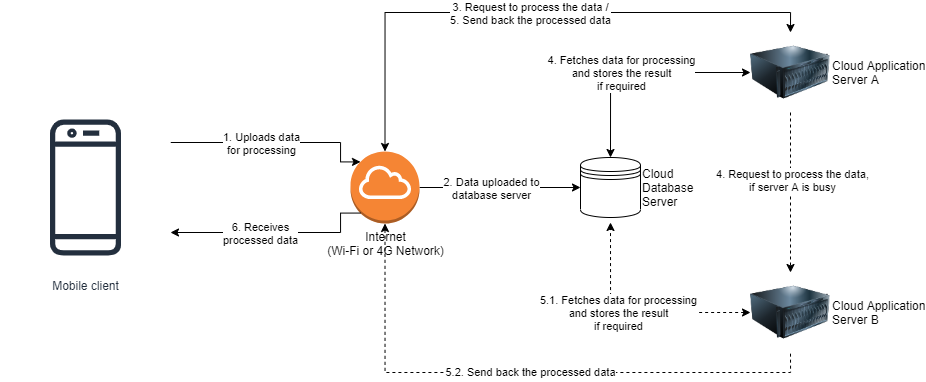 3. Request to process the data /
5. Send back the processed data
4. Fetches data for processing
and stores the result
if required
Cloud Application
Server A
1. Uploads data
for processing
2. Data uploaded to
database server
Cloud
Database
Server
4. Request to process the data,
if server A is busy
6. Receives
processed data
Internet
(Wi-Fi or 4G Network)
Mobile client
5.1. Fetches data for processing
and stores the result
if required
Cloud Application
Server B
5.2. Send back the processed data